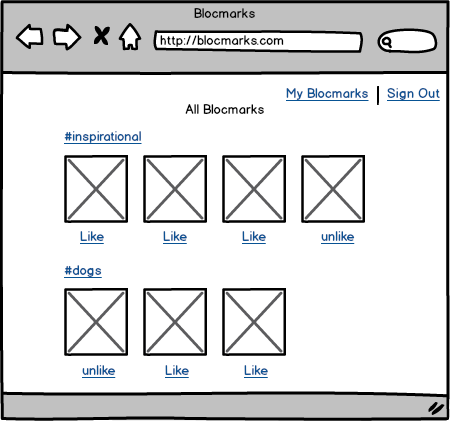 Blocmarks
http://blocmarks.com
My Blocmarks Sign Out
All Blocmarks
#inspirational
Like Like Like unlike
#dogs
unlike Like Like